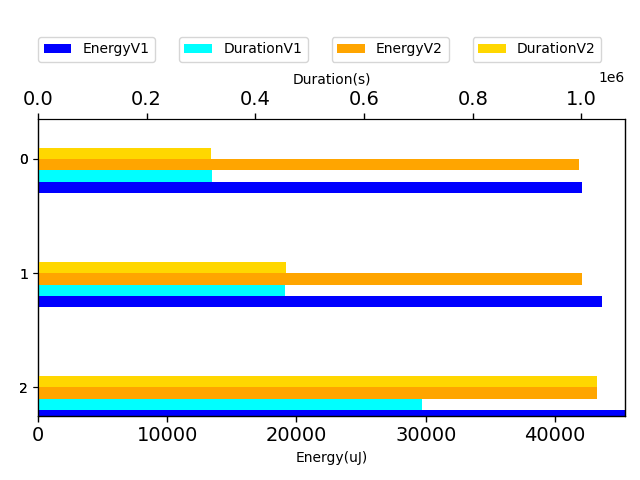 EnergyV1 DurationV1 EnergyV2 DurationV2
Duration(s)
1e6
0.0 0.2 0.4 0.6 0.8 1.0
0
1
2
0 10000 20000 30000 40000
Energy(uJ)